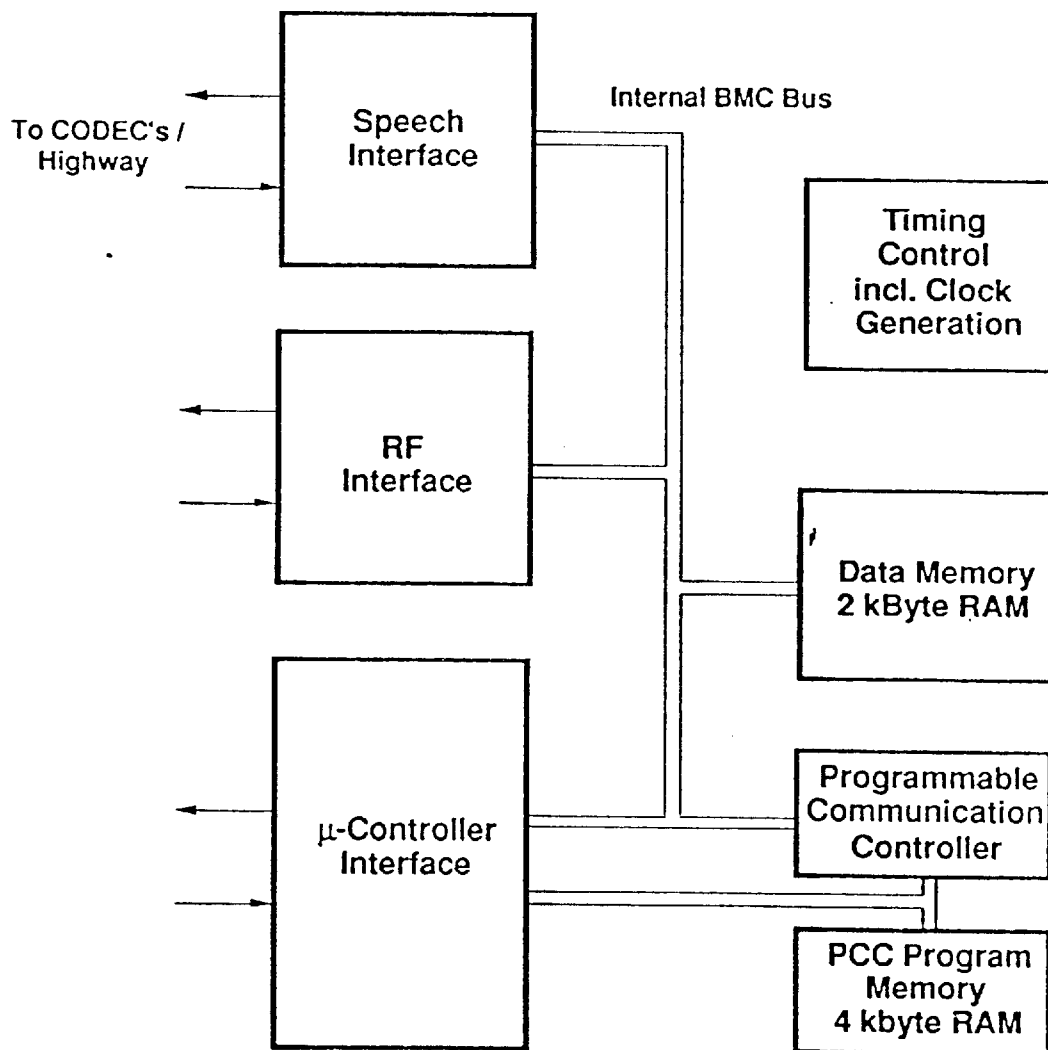 Speech
Interface
Internal BMC Bus
To CODEC's /
Highway
Timing
Control
incl. Clock
Generation
RF
Interface
Data Memory
2 kByte RAM
μ-Controller
Interface
Programmable
Communication
Controller
PCC Program
Memory
4 kbyte RAM